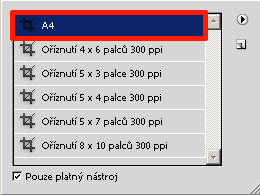 A4
Oříznutí 4 x 6 palců 300 ppi
Oříznutí 5 x 3 palce 300 ppi
Oříznutí 5 x 4 palce 300 ppi
Oříznutí 5 x 7 palců 300 ppi
Oříznutí 8 x 10 palců 300 ppi
Pouze platný nástroj